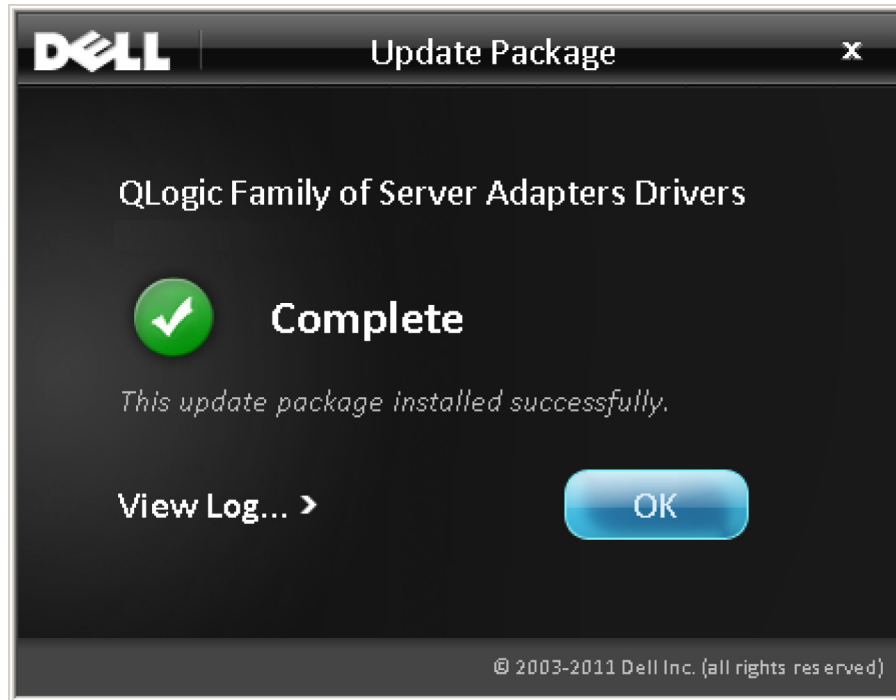 DELL
Update Package
x
QLogic Family of Server Adapters Drivers
Complete
This update package installed successfully.
View Log... >
OK
© 2003-2011 Dell Inc. (all rights reserved)